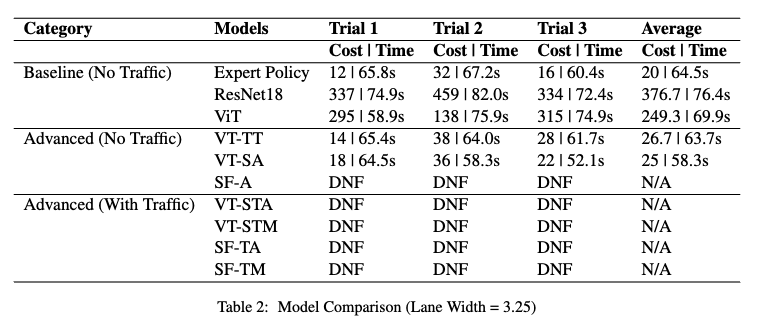 Category Models Trial 1 Trial 2 Trial 3 Average
Cost | Time Cost | Time Cost | Time Cost | Time
Baseline (No Traffic) Expert Policy 12 | 65.8s 32 | 67.2s 16 | 60.4s 20 | 64.5s
ResNet18 337 | 74.9s 459 | 82.0s 334 | 72.4s 376.7 | 76.4s
ViT 295 | 58.9s 138 | 75.9s 315 | 74.9s 249.3 | 69.9s
Advanced (No Traffic) VT-TT 14 | 65.4s 38 | 64.0s 28 | 61.7s 26.7 | 63.7s
VT-SA 18 | 64.5s 36 | 58.3s 22 | 52.1s 25 | 58.3s
SF-A DNF DNF DNF N/A
Advanced (With Traffic) VT-STA DNF DNF DNF N/A
VT-STM DNF DNF DNF N/A
SF-TA DNF DNF DNF N/A
SF-TM DNF DNF DNF N/A
Table 2: Model Comparison (Lane Width = 3.25)